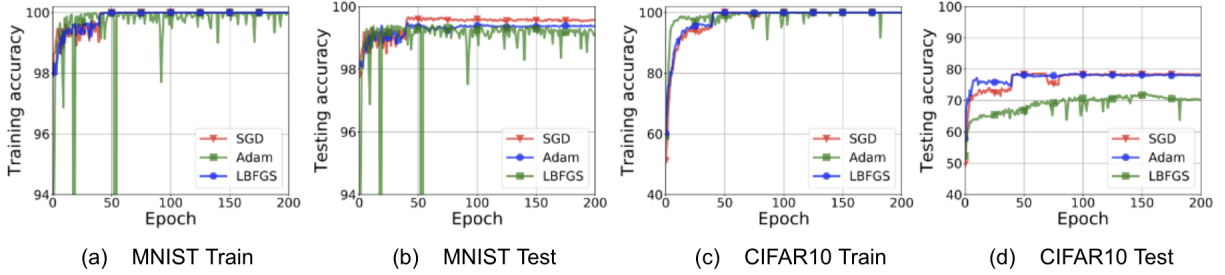 Training accuracy
100
98
96
94
0
50
100
150
200
Epoch
SGD
Adam
LBFGS
(a) MNIST Train
Testing accuracy
100
98
96
94
0
50
100
150
200
Epoch
SGD
Adam
LBFGS
(b) MNIST Test
Training accuracy
100
80
60
40
0
50
100
150
200
Epoch
SGD
Adam
LBFGS
(c) CIFAR10 Train
Testing accuracy
100
90
80
70
60
50
40
0
50
100
150
200
Epoch
SGD
Adam
LBFGS
(d) CIFAR10 Test